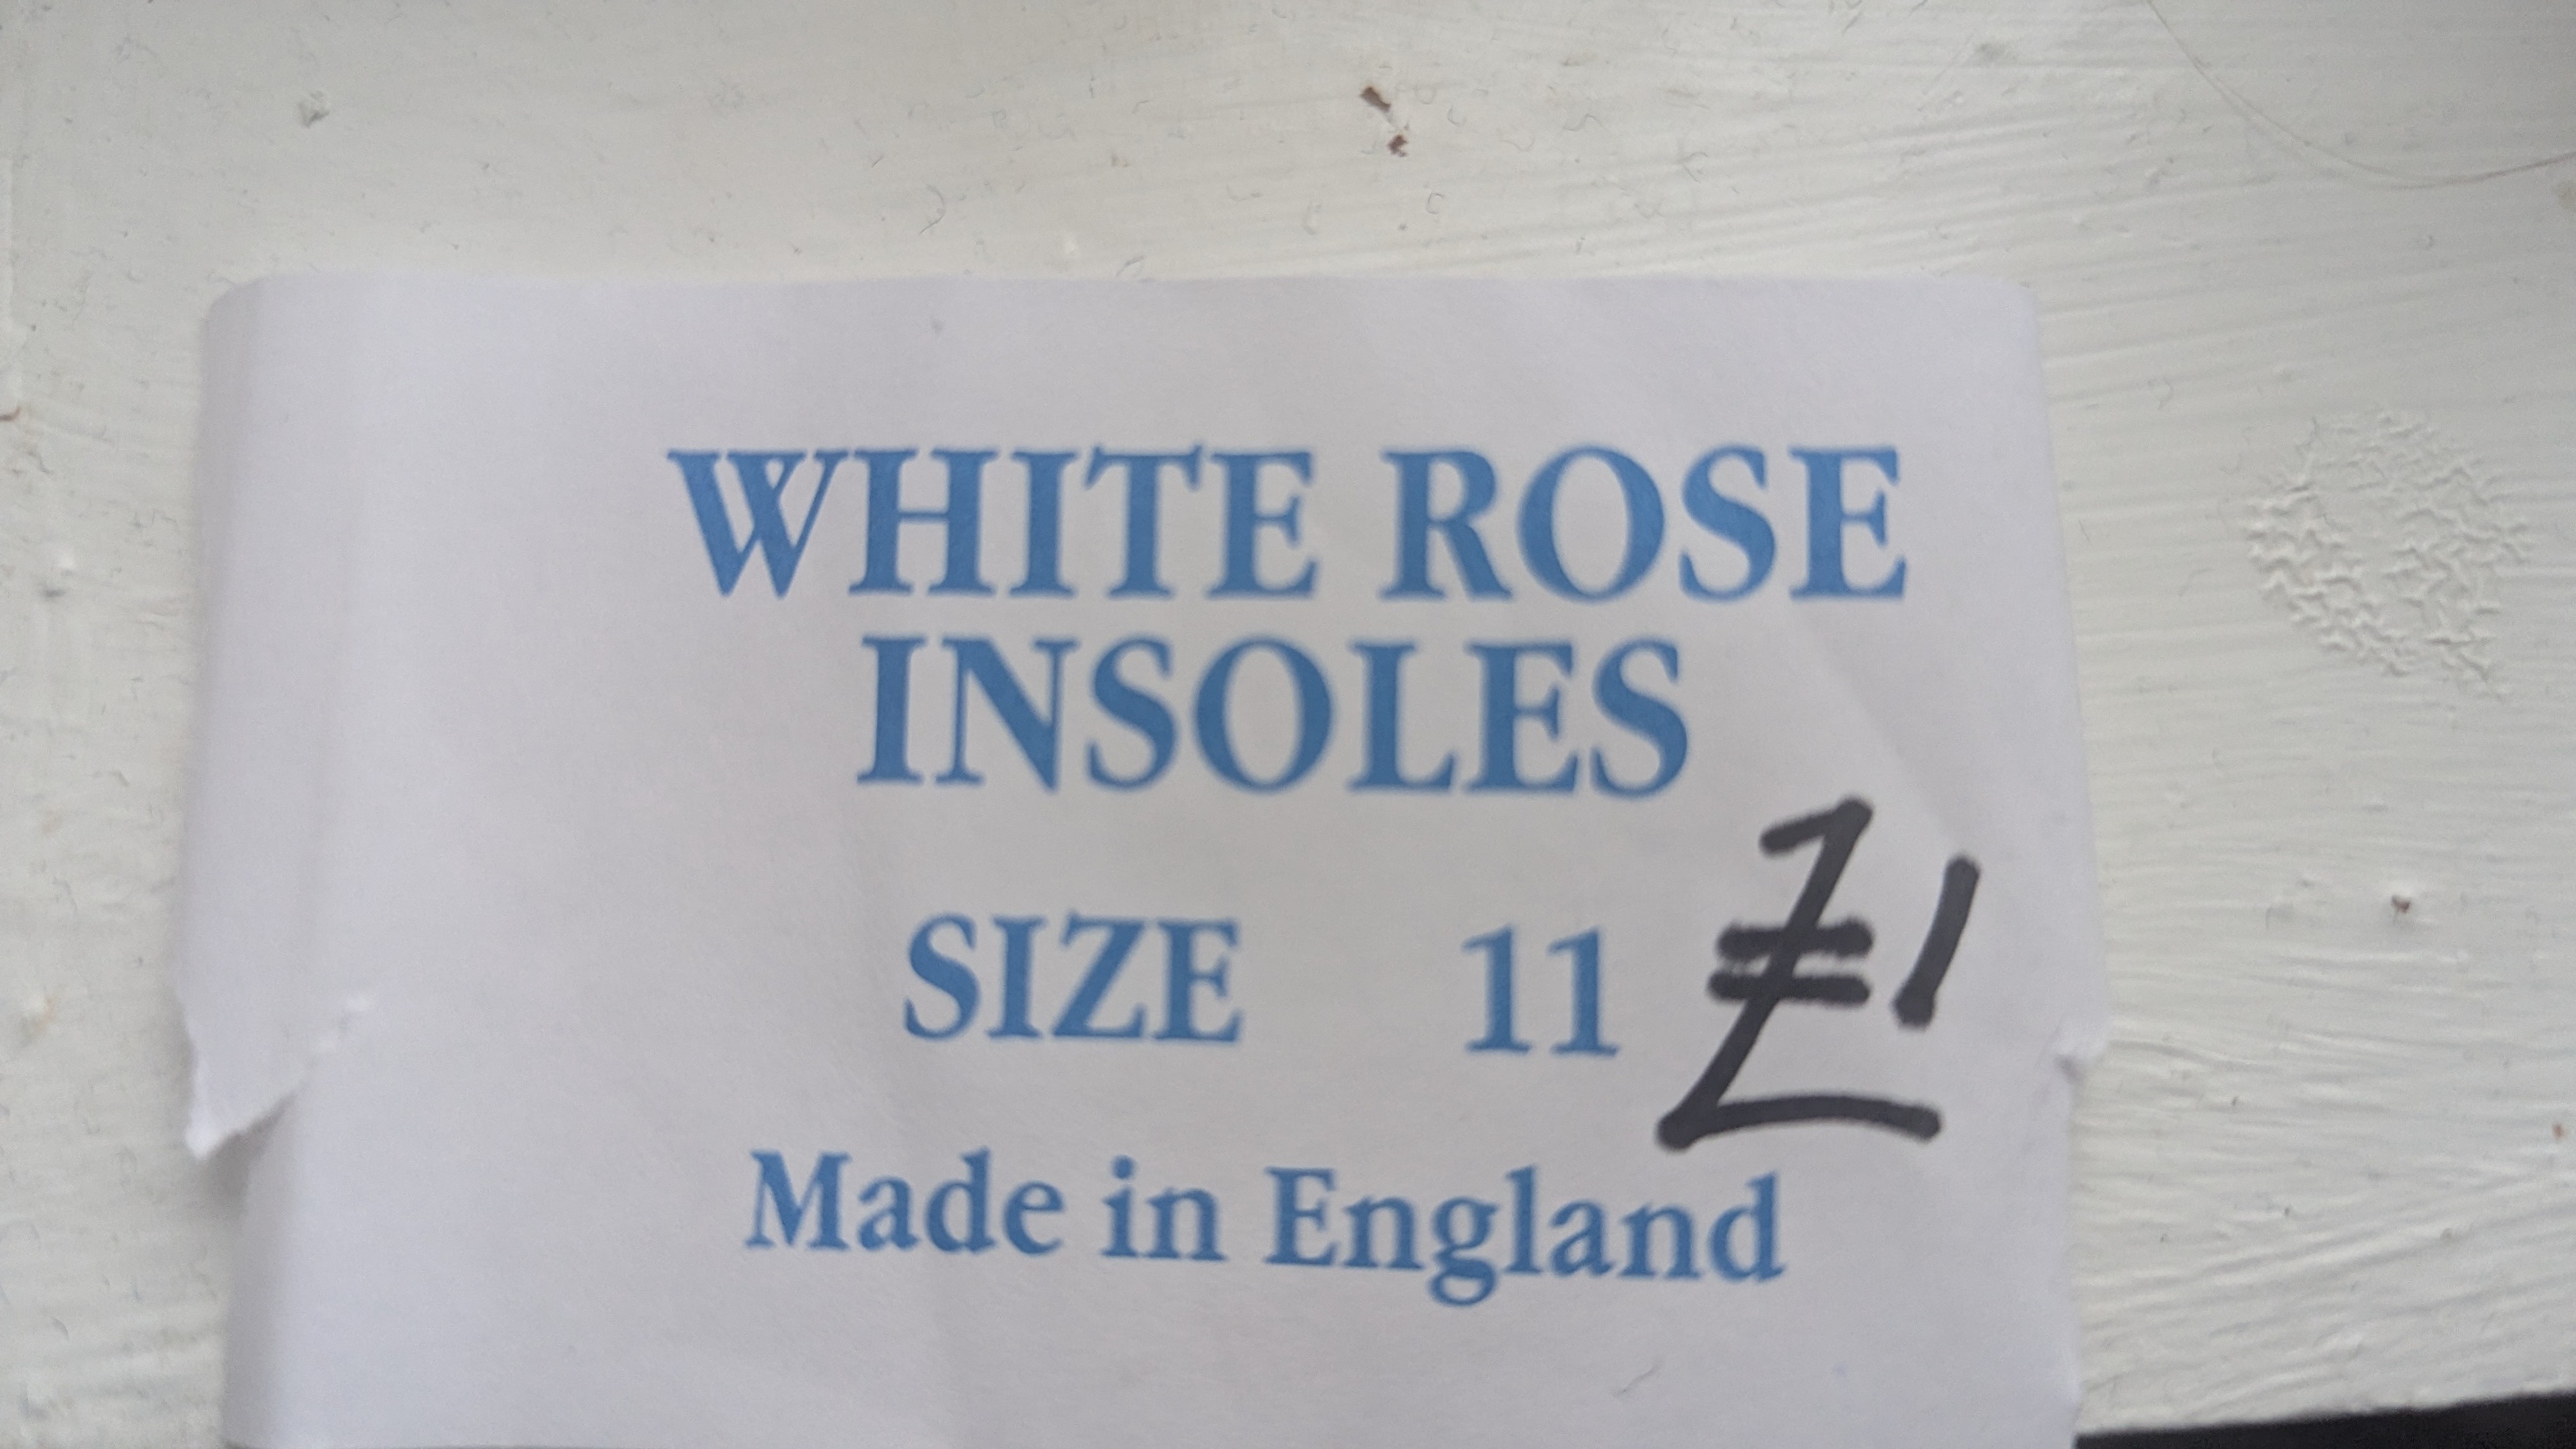 WHITE ROSE
INSOLES
SIZE 11 £1
Made in England